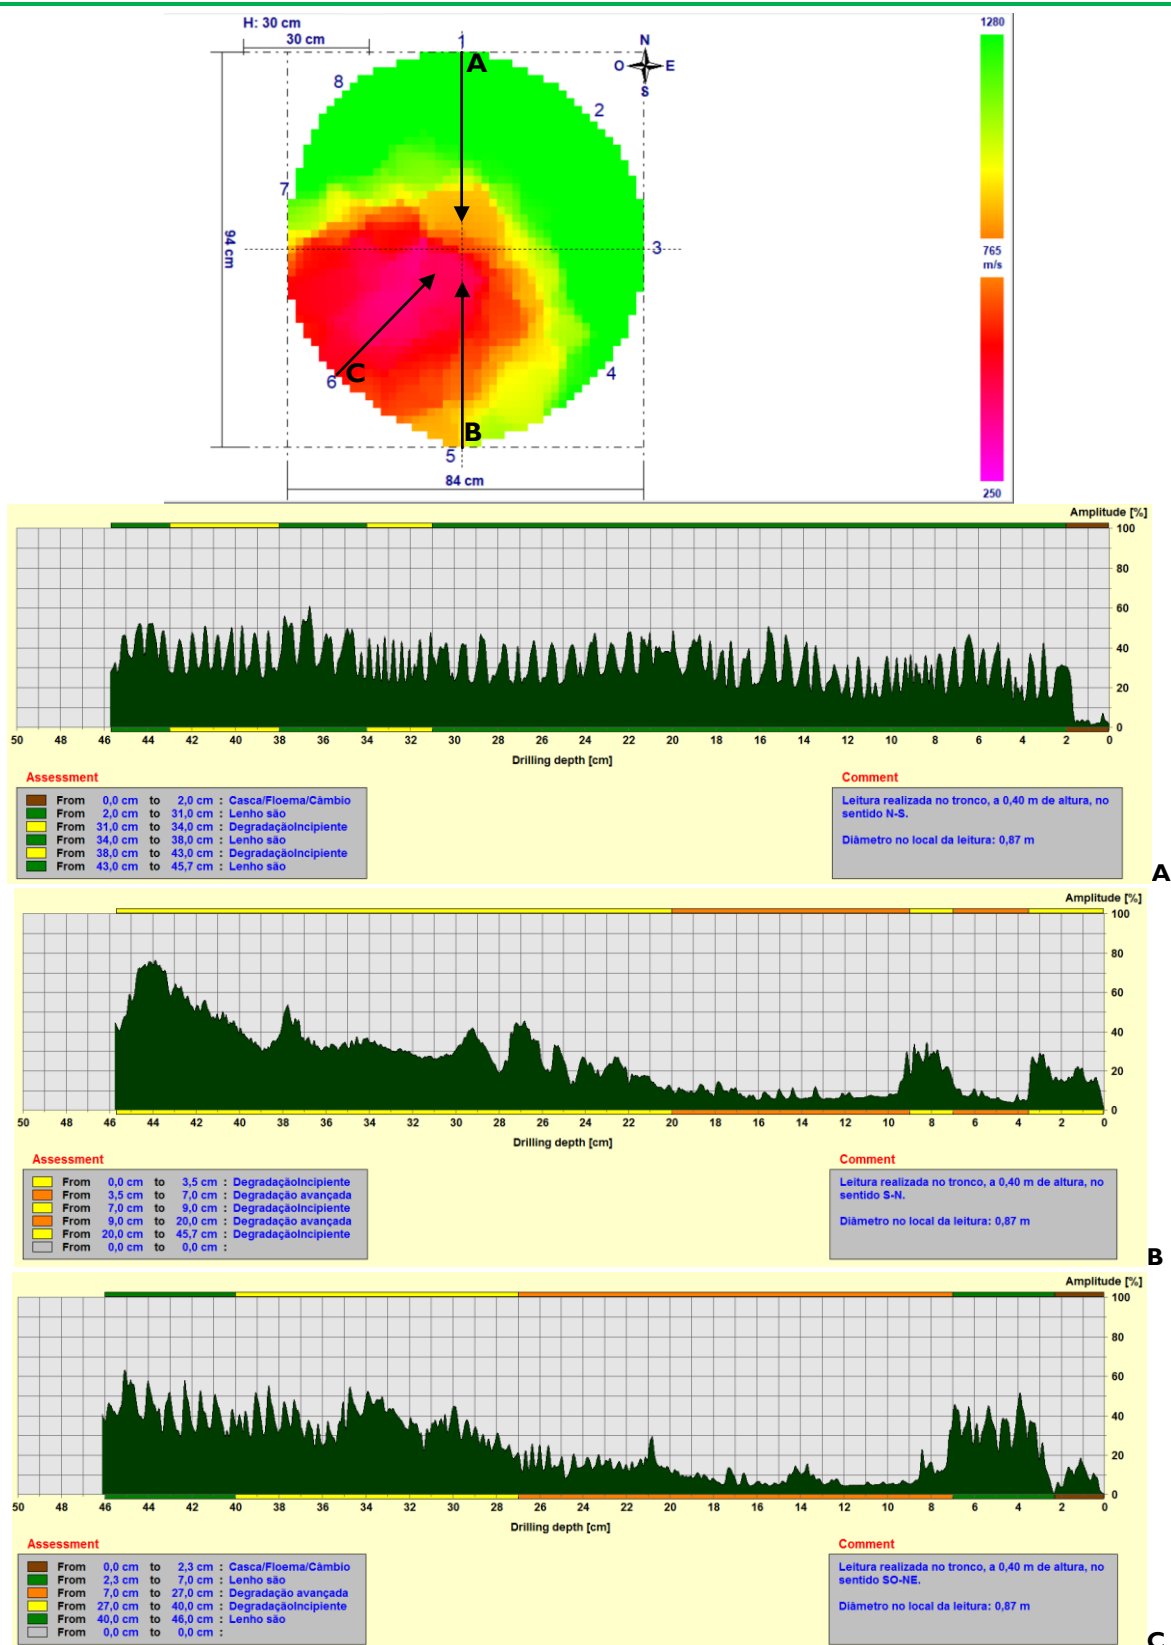 H: 30 cm
30 cm
1
A
N
O
E
S
8
2
7
3
94 cm
C
6
4
B
5
84 cm
1280
765
m/s
250
Amplitude [%]
100
80
60
40
20
0
50 48 46 44 42 40 38 36 34 32 30 28 26 24 22 20 18 16 14 12 10 8 6 4 2 0
Drilling depth [cm]
Assessment
From 0,0 cm to 2,0 cm : Casca/Floema/Câmbio
From 2,0 cm to 31,0 cm : Lenho são
From 31,0 cm to 34,0 cm : DegradaçãoIncipiente
From 34,0 cm to 38,0 cm : Lenho são
From 38,0 cm to 43,0 cm : DegradaçãoIncipiente
From 43,0 cm to 45,7 cm : Lenho são
Comment
Leitura realizada no tronco, a 0,40 m de altura, no
sentido N-S.
Diâmetro no local da leitura: 0,87 m
A
Amplitude [%]
100
80
60
40
20
0
50 48 46 44 42 40 38 36 34 32 30 28 26 24 22 20 18 16 14 12 10 8 6 4 2 0
Drilling depth [cm]
Assessment
From 0,0 cm to 3,5 cm : DegradaçãoIncipiente
From 3,5 cm to 7,0 cm : Degradação avançada
From 7,0 cm to 9,0 cm : DegradaçãoIncipiente
From 9,0 cm to 20,0 cm : Degradação avançada
From 20,0 cm to 45,7 cm : DegradaçãoIncipiente
From 0,0 cm to 0,0 cm :
Comment
Leitura realizada no tronco, a 0,40 m de altura, no
sentido S-N.
Diâmetro no local da leitura: 0,87 m
B
Amplitude [%]
100
80
60
40
20
0
50 48 46 44 42 40 38 36 34 32 30 28 26 24 22 20 18 16 14 12 10 8 6 4 2 0
Drilling depth [cm]
Assessment
From 0,0 cm to 2,3 cm : Casca/Floema/Câmbio
From 2,3 cm to 7,0 cm : Lenho são
From 7,0 cm to 27,0 cm : Degradação avançada
From 27,0 cm to 40,0 cm : DegradaçãoIncipiente
From 40,0 cm to 46,0 cm : Lenho são
From 0,0 cm to 0,0 cm :
Comment
Leitura realizada no tronco, a 0,40 m de altura, no
sentido SO-NE.
Diâmetro no local da leitura: 0,87 m
C